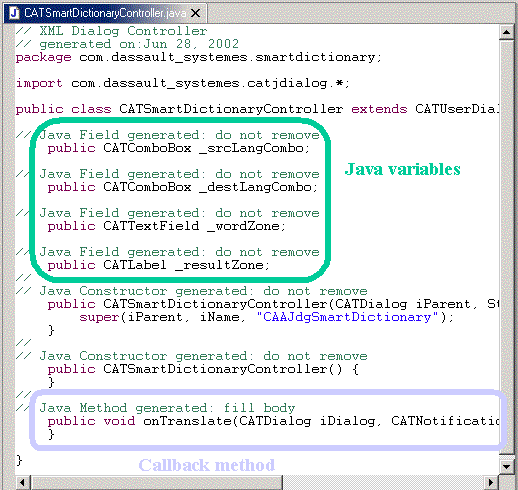 CATSmartDictionaryController.java
// XML Dialog Controller
// generated on:Jun 28, 2002
package com.dassault_systemes.smartdictionary;
import com.dassault_systemes.catjdialog.*;
public class CATSmartDictionaryController extends CATUserDial
// Java Field generated: do not remove
public CATComboBox _srcLangCombo;
// Java Field generated: do not remove
Java variables
public CATComboBox _destLangCombo;
// Java Field generated: do not remove
public CATTextField _wordZone;
// Java Field generated: do not remove
public CATLabel _resultZone;
//
// Java Constructor generated: do not remove
public CATSmartDictionaryController(CATDialog iParent, St
super(iParent, iName, "CAAJdgSmartDictionary");
}
//
// Java Constructor generated: do not remove
public CATSmartDictionaryController() {
}
//
// Java Method generated: fill body
public void onTranslate(CATDialog iDialog, CATNotificatio
}
}
Callback method